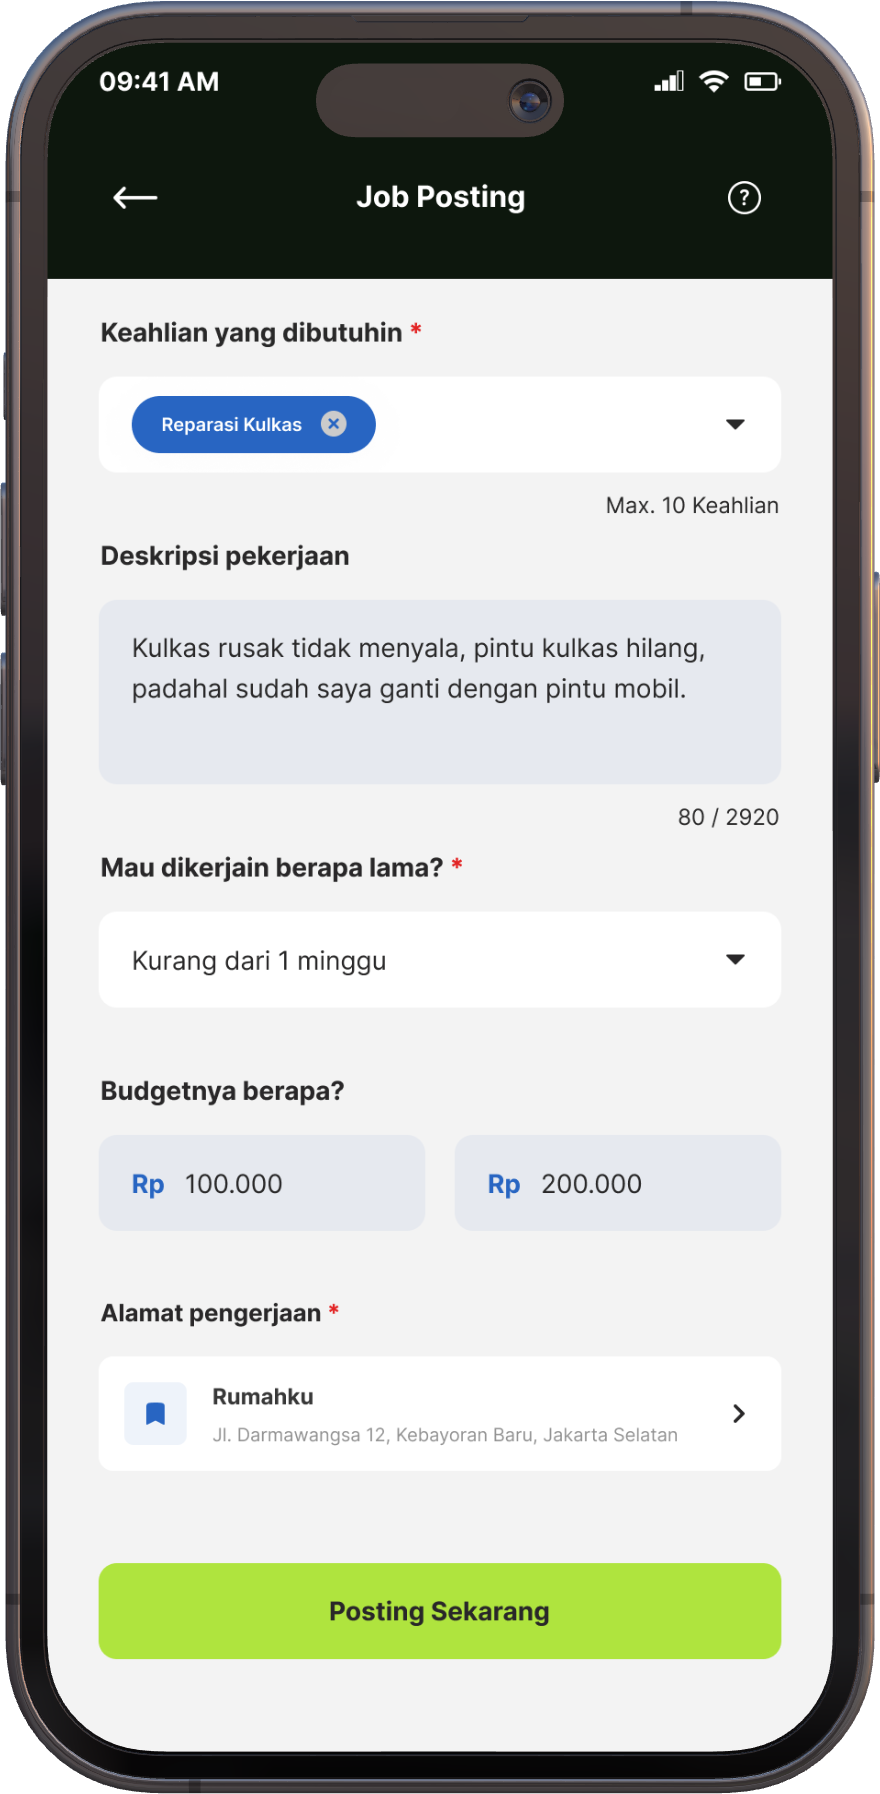 09:41 AM
Job Posting
?
Keahlian yang dibutuhin *
Reparasi Kulkas
Max. 10 Keahlian
Deskripsi pekerjaan
Kulkas rusak tidak menyala, pintu kulkas hilang,
padahal sudah saya ganti dengan pintu mobil.
80 / 2920
Mau dikerjain berapa lama? *
Kurang dari 1 minggu
Budgetnya berapa?
Rp 100.000 Rp 200.000
Alamat pengerjaan *
Rumahku
Jl. Darmawangsa 12, Kebayoran Baru, Jakarta Selatan
Posting Sekarang